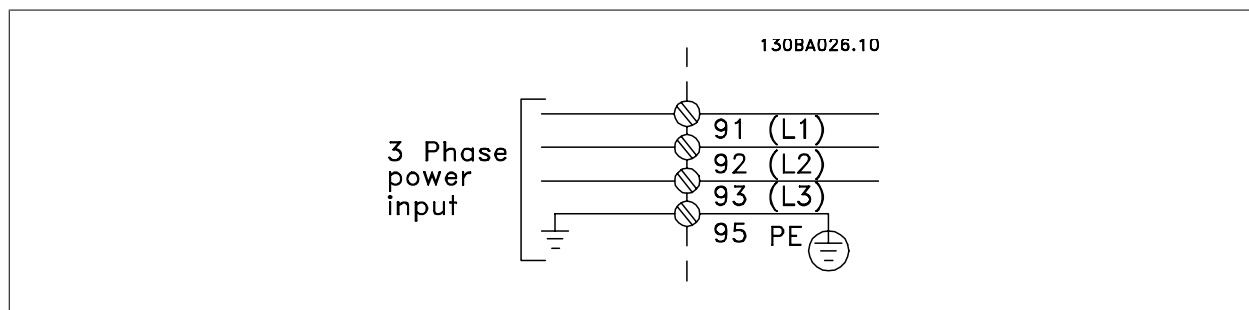 130BA026.10
3 Phase
power
input
91 (L1)
92 (L2)
93 (L3)
95 PE